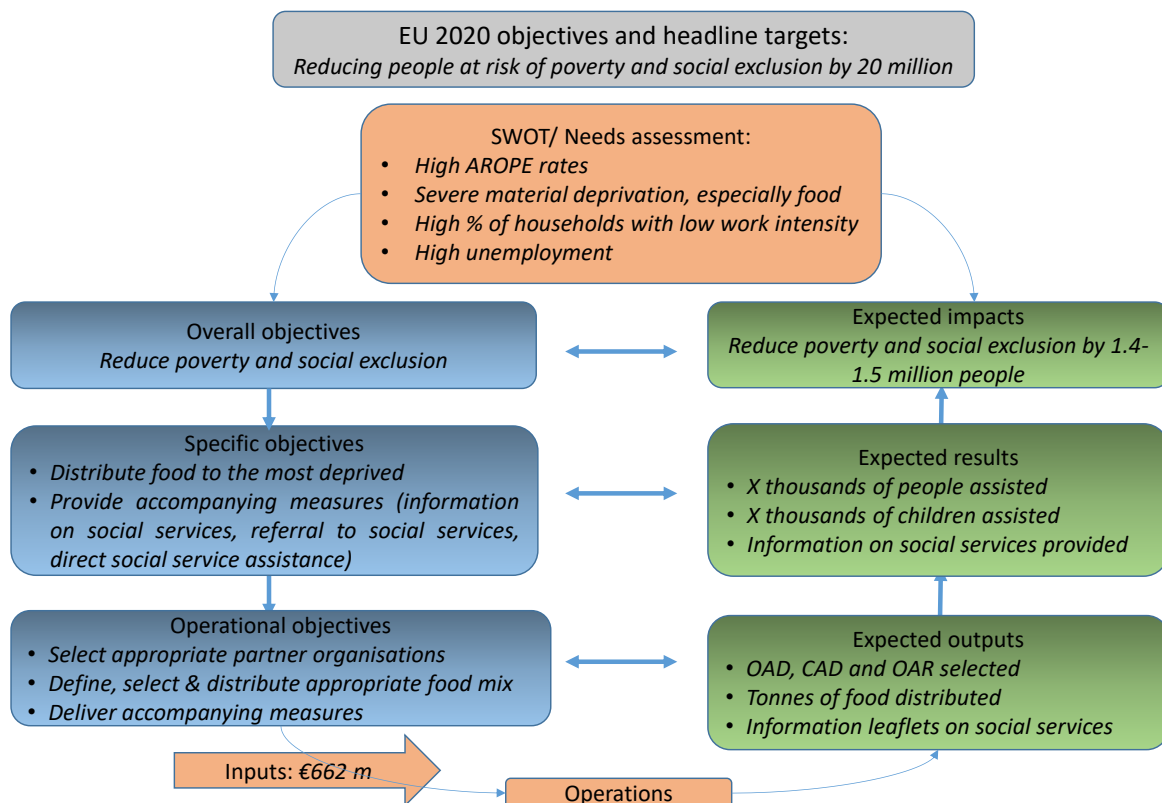 EU 2020 objectives and headline targets:
Reducing people at risk of poverty and social exclusion by 20 million
SWOT/ Needs assessment:
• High AROPE rates
• Severe material deprivation, especially food
• High % of households with low work intensity
• High unemployment
Overall objectives
Reduce poverty and social exclusion
Expected impacts
Reduce poverty and social exclusion by 1.4-
1.5 million people
Specific objectives
• Distribute food to the most deprived
• Provide accompanying measures (information
on social services, referral to social services,
direct social service assistance)
Expected results
• X thousands of people assisted
• X thousands of children assisted
• Information on social services provided
Operational objectives
• Select appropriate partner organisations
• Define, select & distribute appropriate food mix
• Deliver accompanying measures
Expected outputs
• OAD, CAD and OAR selected
• Tonnes of food distributed
• Information leaflets on social services
Inputs: €662 m
Operations